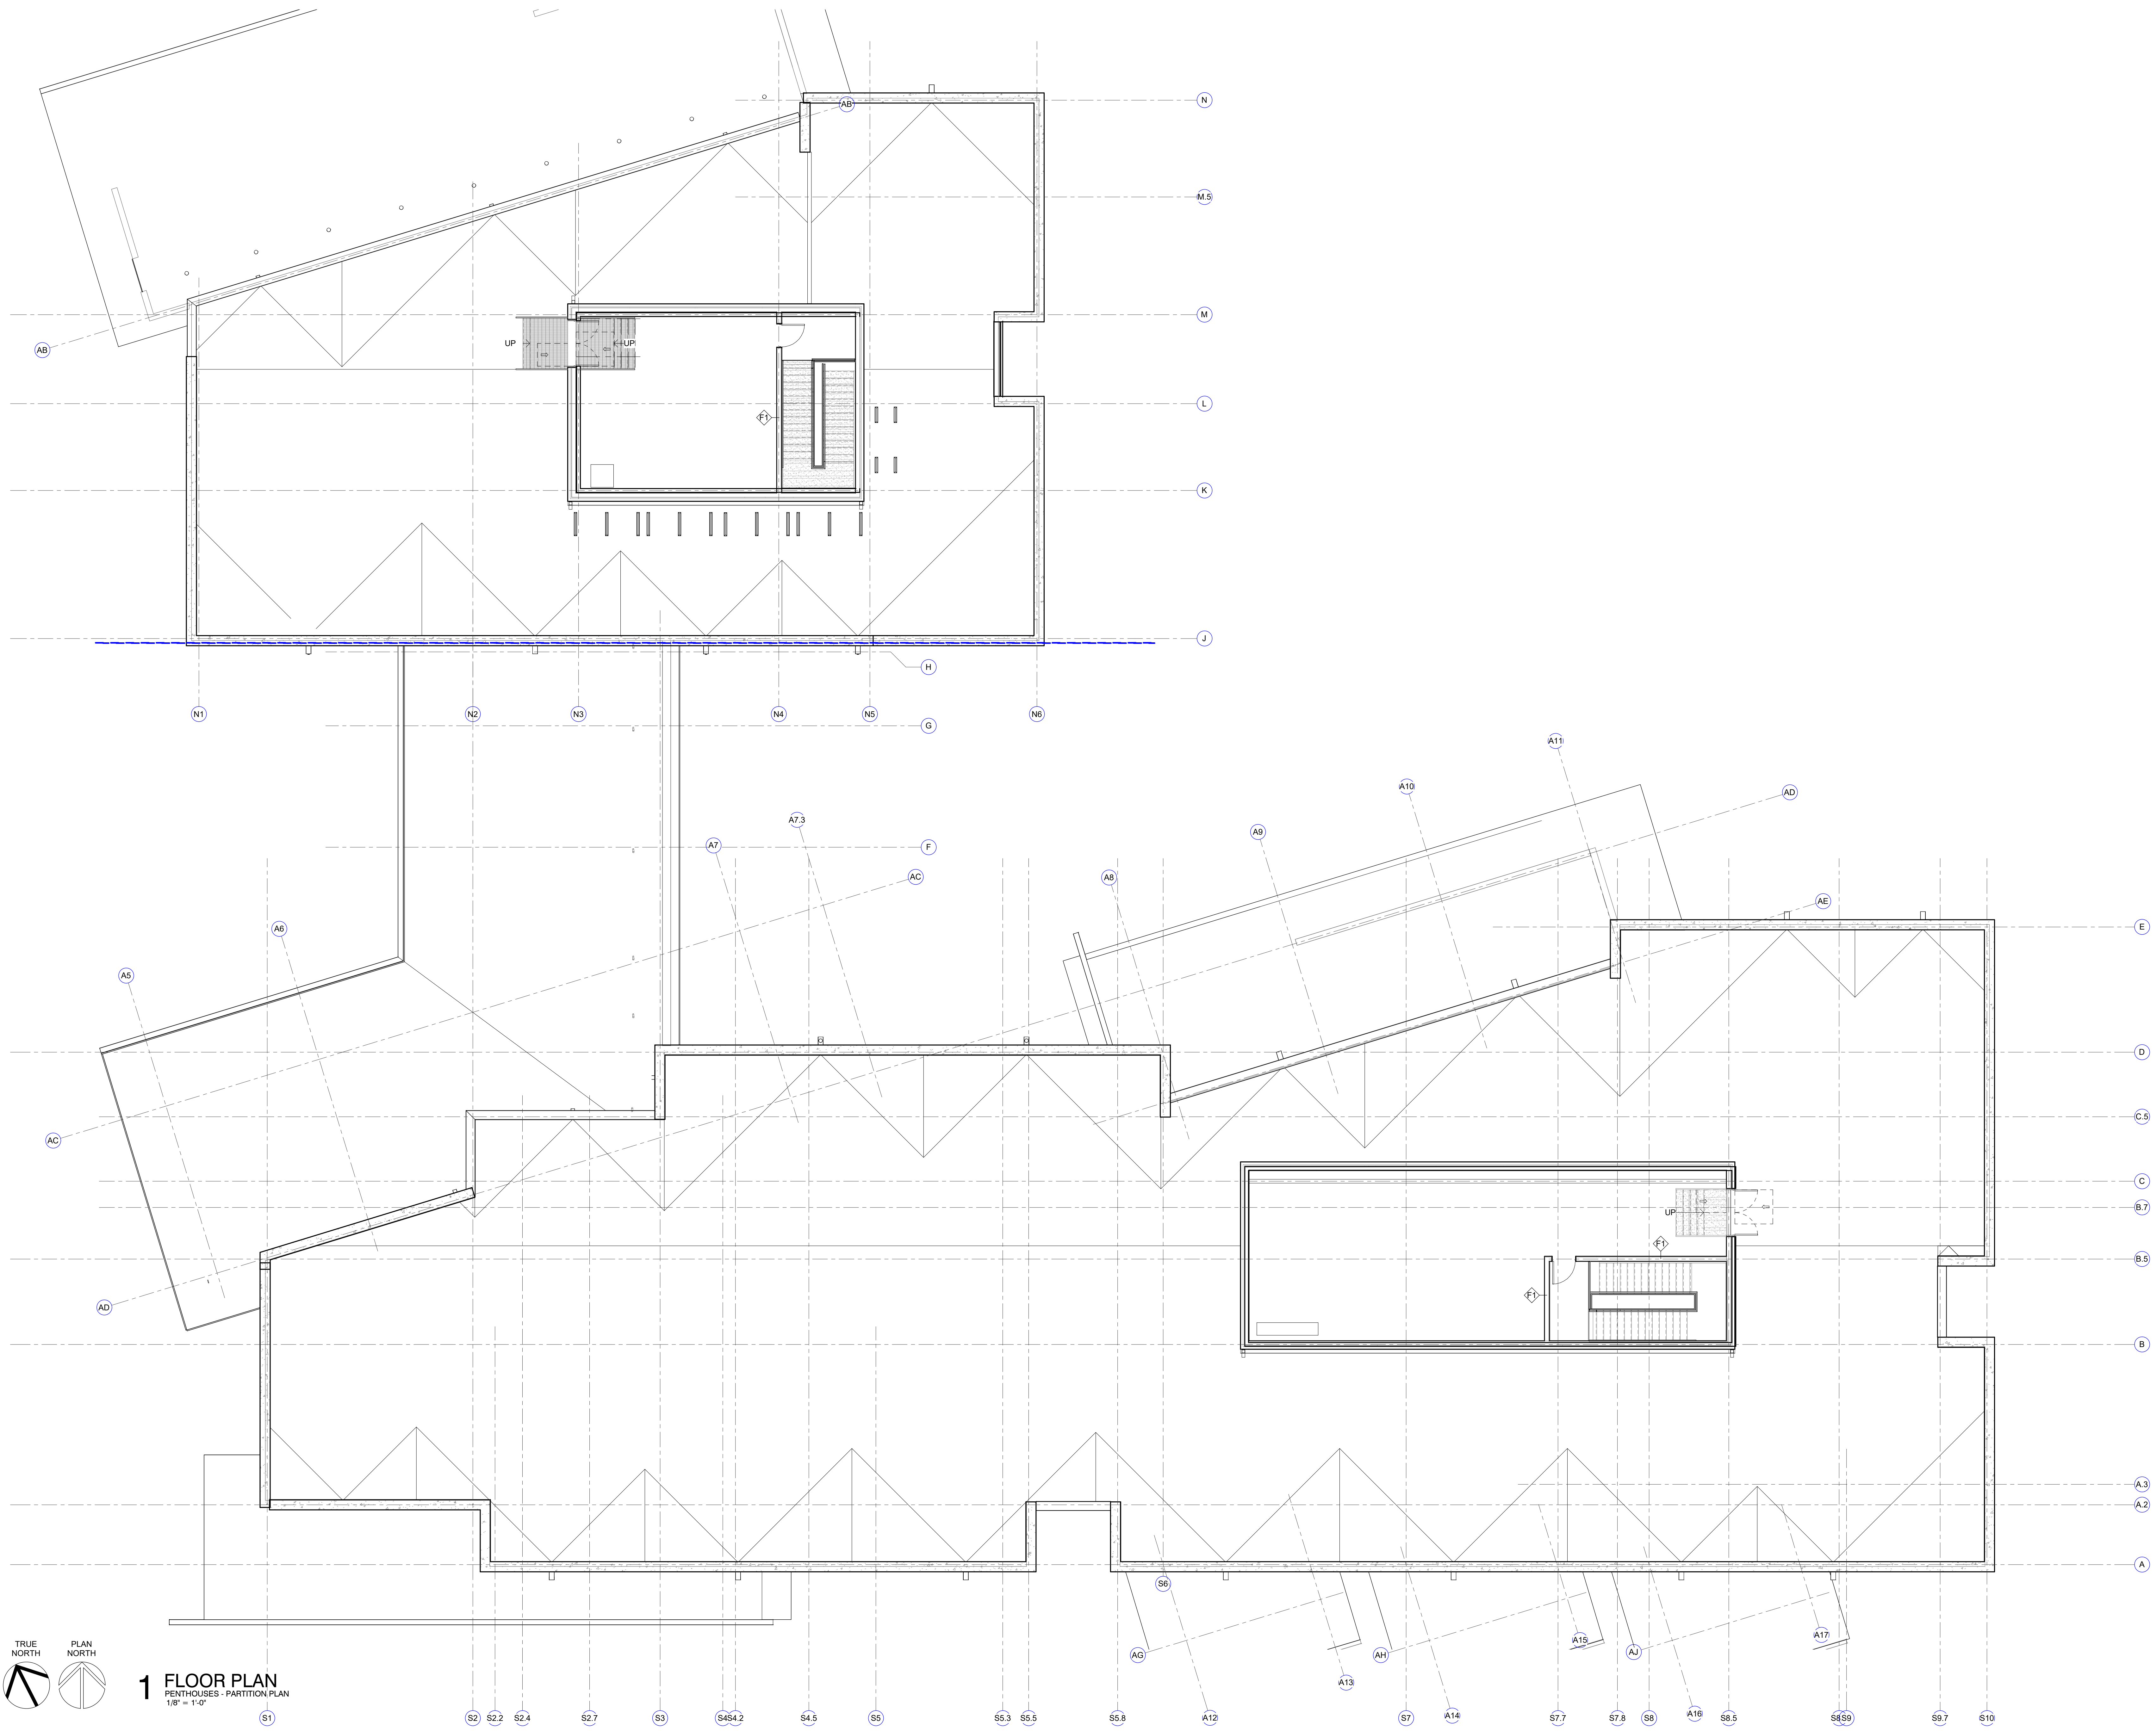 N
AB
M.5
M
AB
UP
UP
L
F1
K
J
H
N1
N2
N3
N4
N5
N6
G
A11
A10
AD
A7.3
A9
A7
F
AC
A8
AE
A6
E
A5
D
C.5
AC
C
B.7
UP
F1
B.5
F1
AD
B
A.3
A.2
A
S6
A17
A15
AJ
AG
AH
A13
TRUE
NORTH
PLAN
NORTH
1 FLOOR PLAN
PENTHOUSES - PARTITION PLAN
1/8" = 1'-0"
S1
S2
S2.2
S2.4
S2.7
S3
S4
S4.2
S4.5
S5
S5.3
S5.5
S5.8
A12
S7
A14
S7.7
S7.8
S8
A16
S8.5
S9
S9.7
S10